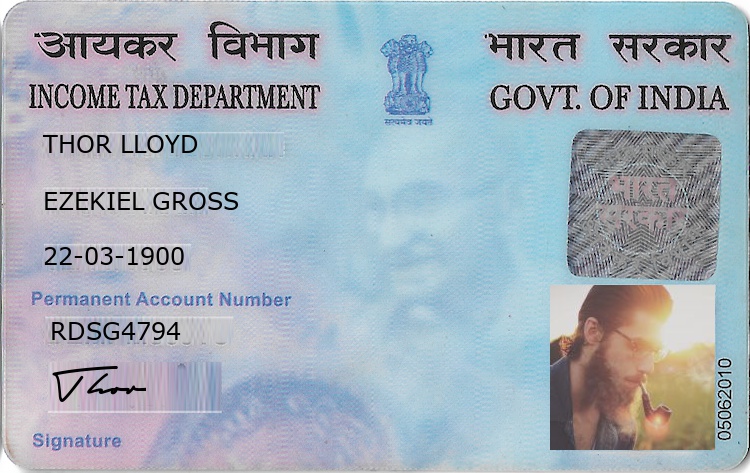 आयकर विभाग
भारत सरकार
INCOME TAX DEPARTMENT
GOVT. OF INDIA
सत्यमेव जयते
THOR LLOYD
भारत
सरकार
EZEKIEL GROSS
22-03-1900
Permanent Account Number
RDSG4794
Thor
05062010
Signature